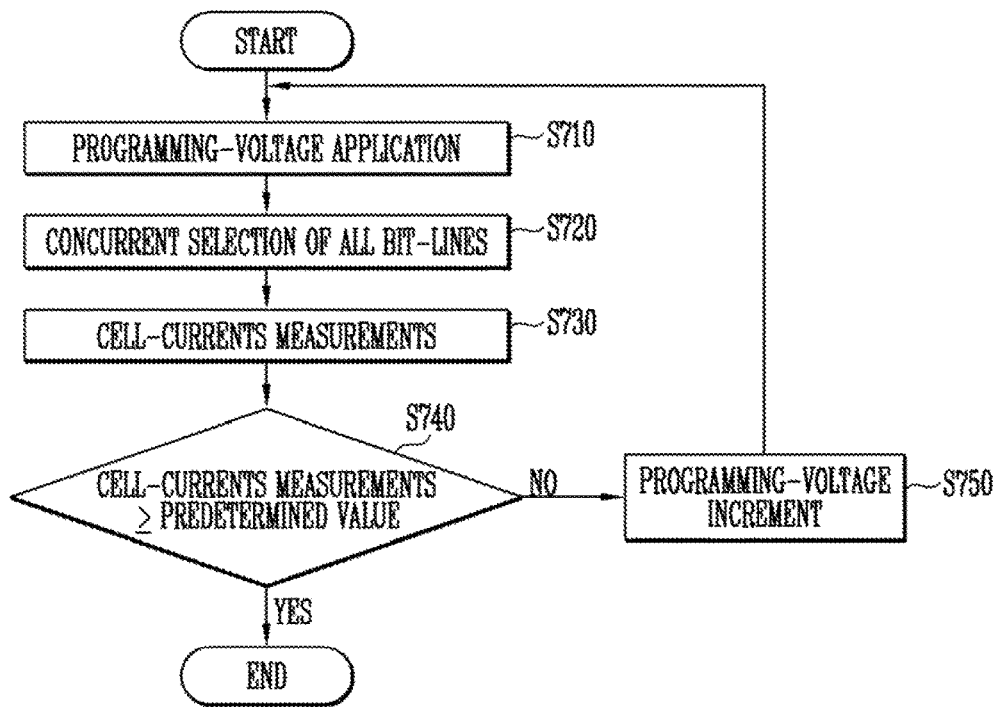 START
PROGRAMMING-VOLTAGE APPLICATION
S710
CONCURRENT SELECTION OF ALL BIT-LINES
S720
CELL-CURRENTS MEASUREMENTS
S730
S740
CELL-CURRENTS MEASUREMENTS
≥ PREDETERMINED VALUE
NO
PROGRAMMING-VOLTAGE
INCREMENT
S750
YES
END